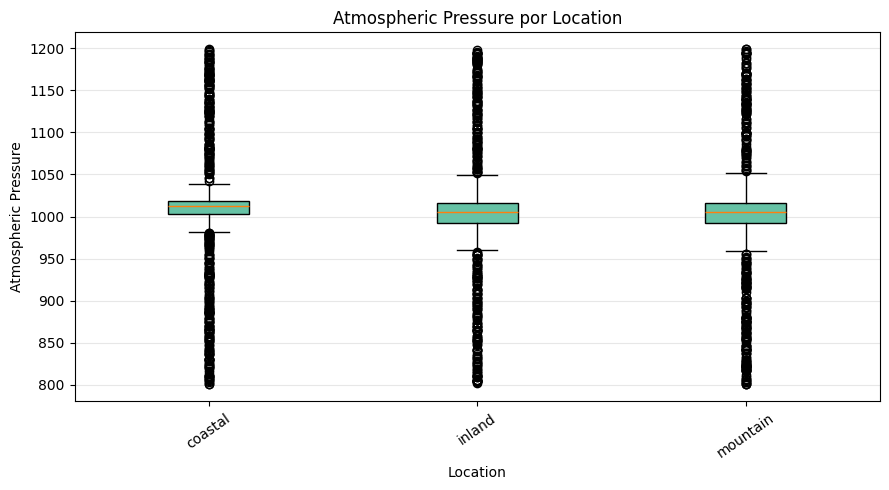 Atmospheric Pressure por Location
Atmospheric Pressure
1200
1150
1100
1050
1000
950
900
850
800
coastal
inland
mountain
Location